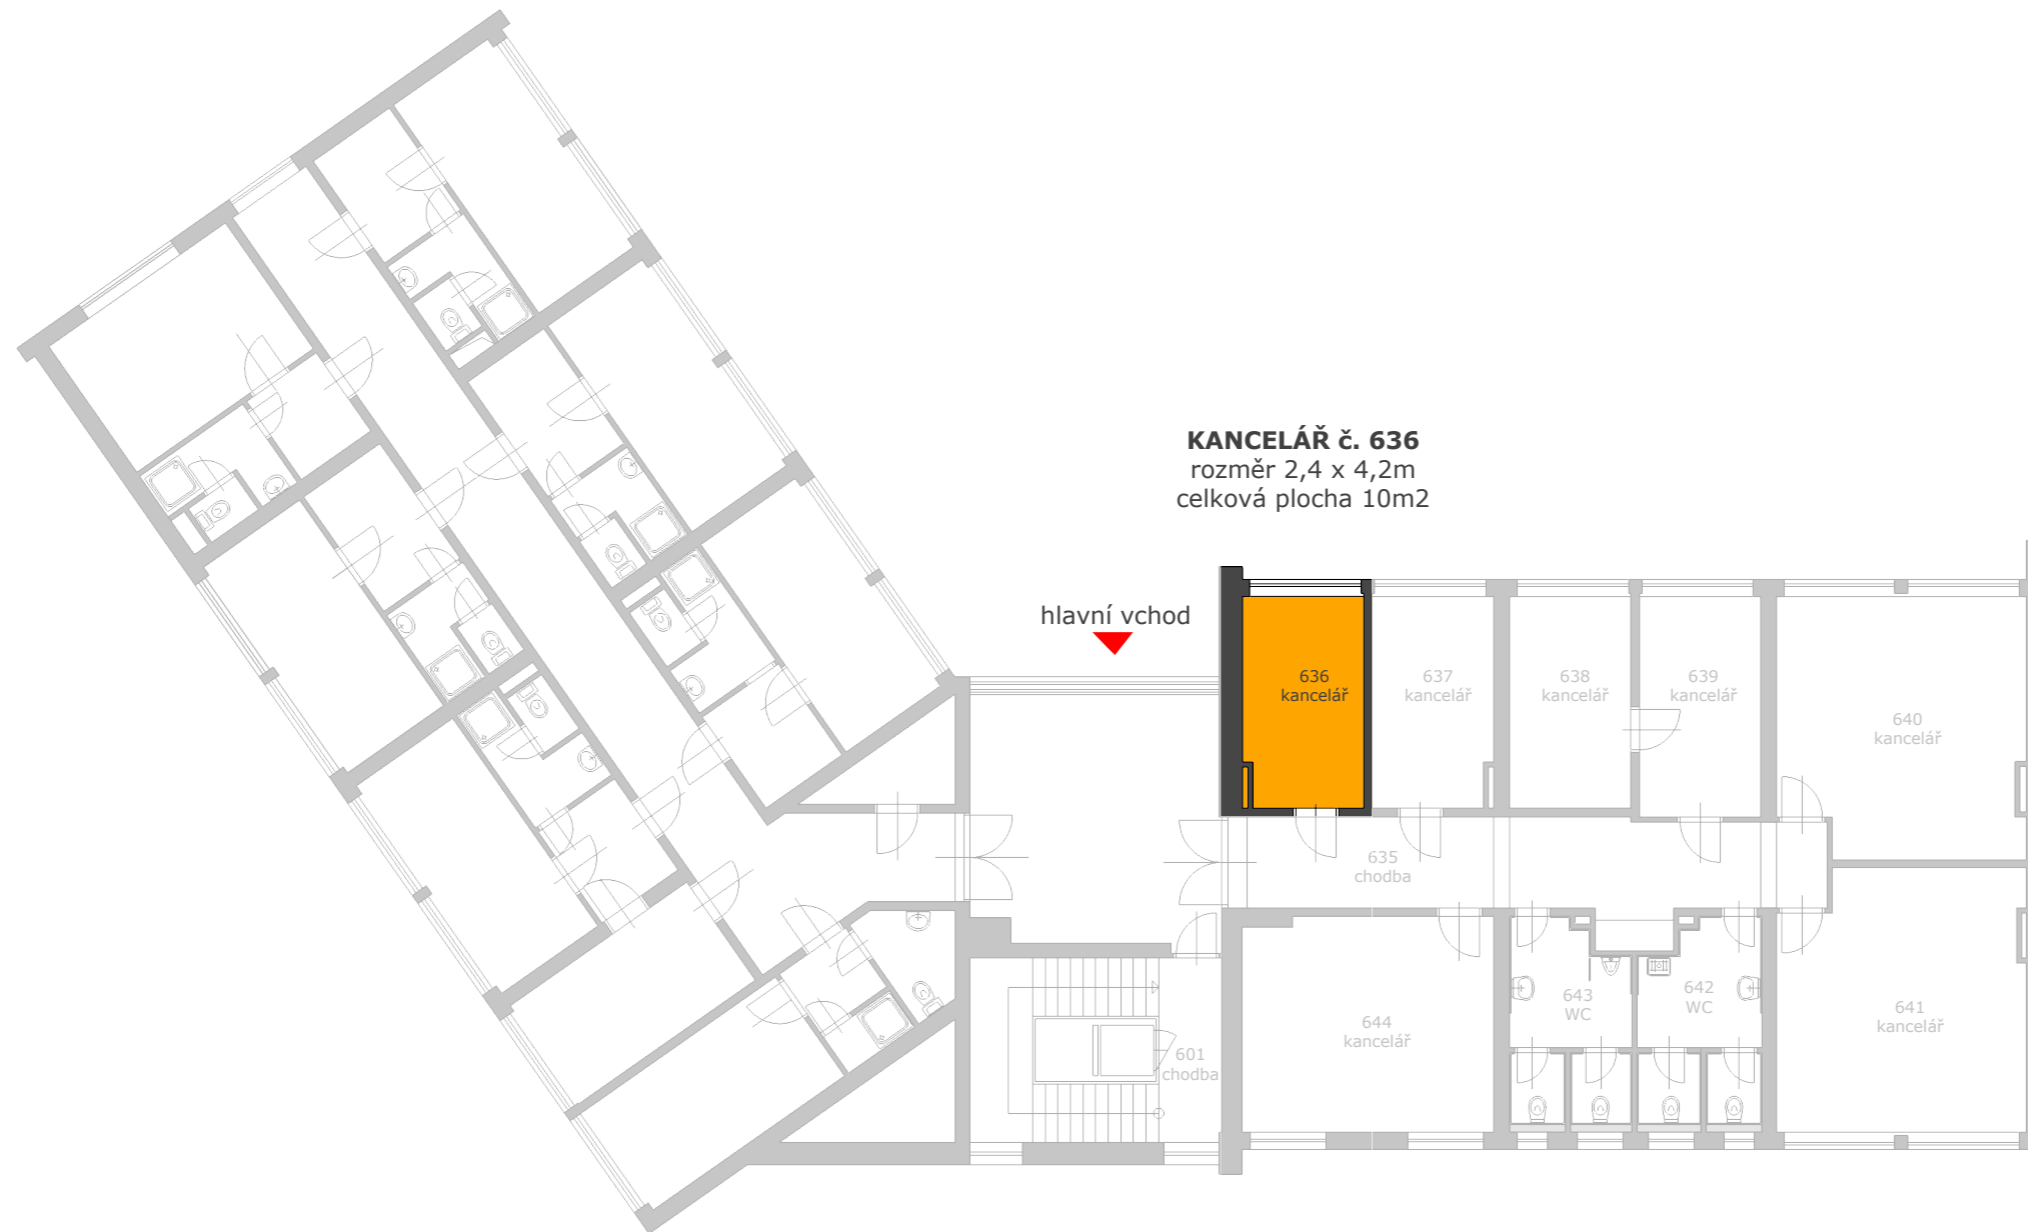 KANCELÁŘ č. 636
rozměr 2,4 x 4,2m
celková plocha 10m2
hlavní vchod
636
kancelář
637
kancelář
638
kancelář
639
kancelář
640
kancelář
635
chodba
644
kancelář
643
WC
642
WC
641
kancelář
601
chodba